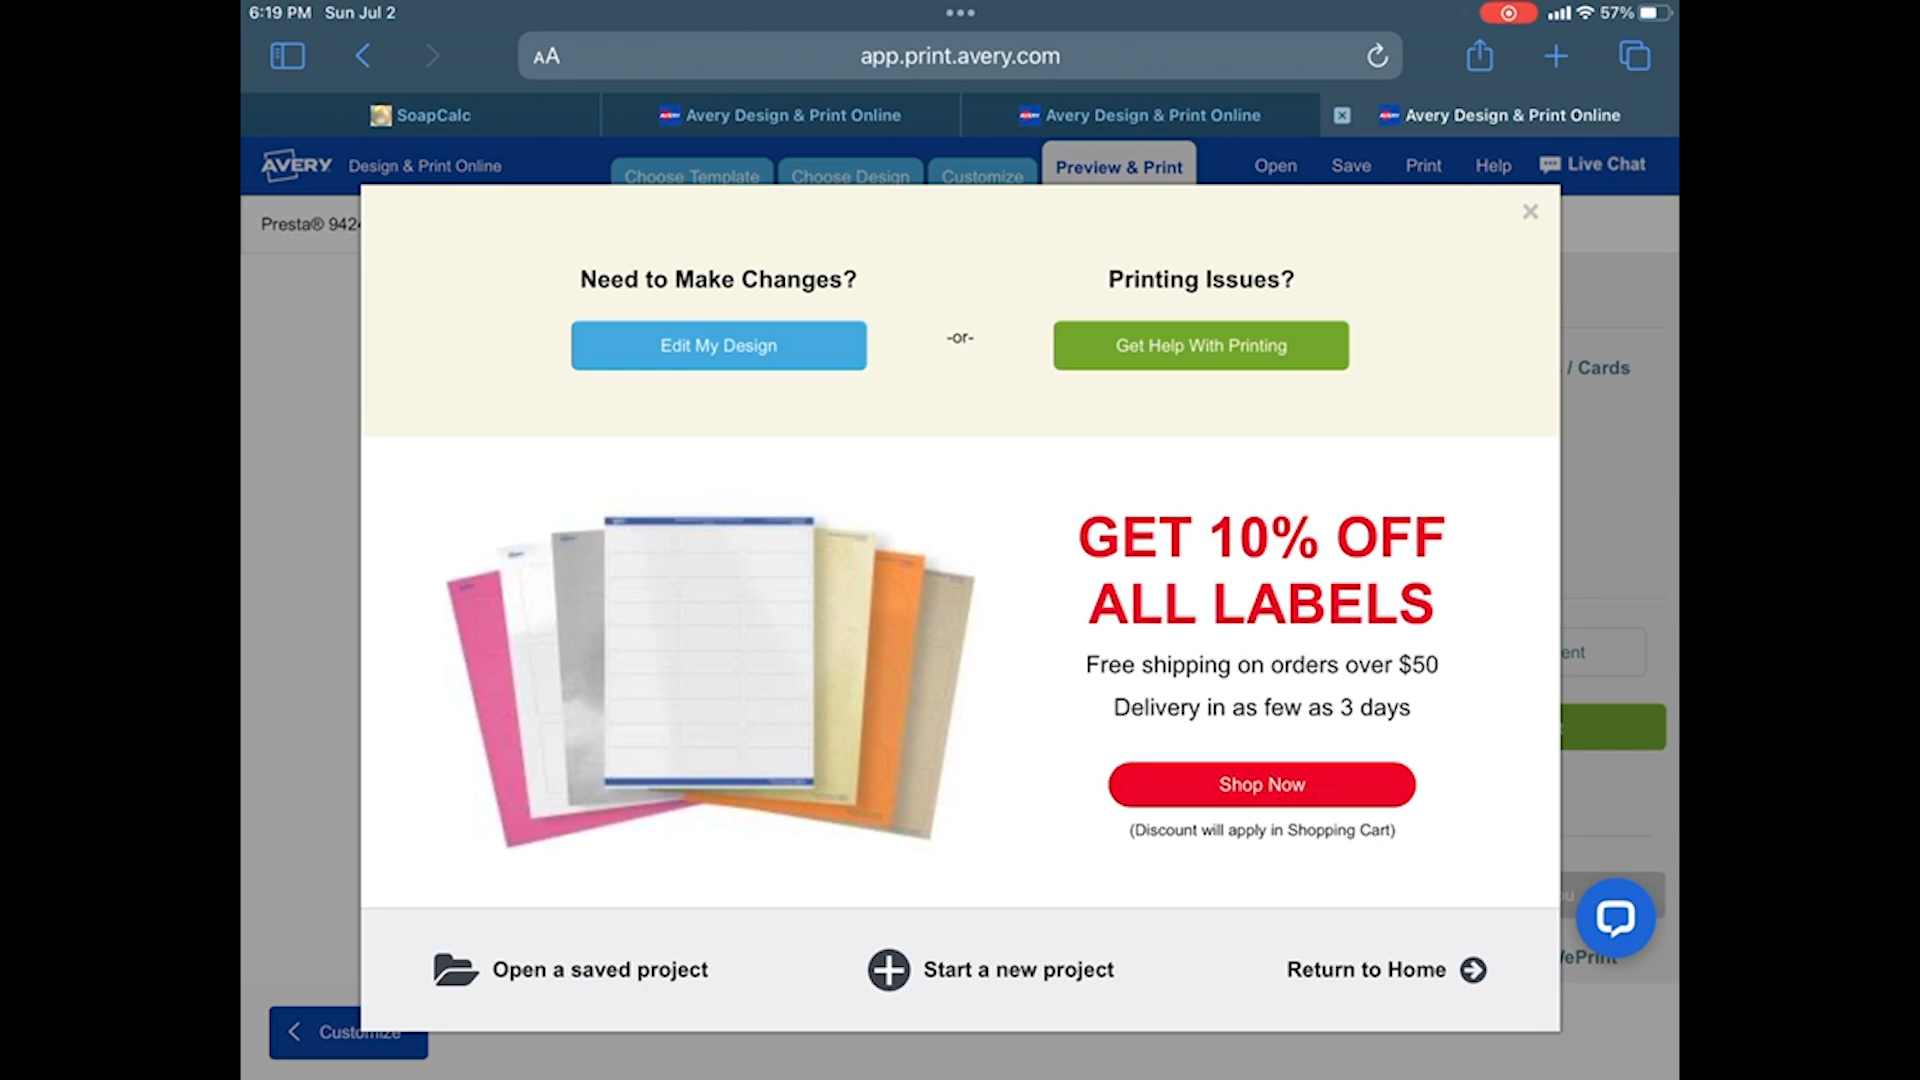 6:19 PM Sun Jul 2
57%
AA
app.print.avery.com
SoapCalc
Avery Design & Print Online
Avery Design & Print Online
Avery Design & Print Online
AVERY Design & Print Online
Choose Template
Choose Design
Customize
Preview & Print
Open
Save
Print
Help
Live Chat
Presta® 942
Need to Make Changes?
Edit My Design
-or-
Printing Issues?
Get Help With Printing
/ Cards
GET 10% OFF
ALL LABELS
Free shipping on orders over $50
Delivery in as few as 3 days
Shop Now
(Discount will apply in Shopping Cart)
Open a saved project
Start a new project
Return to Home
Customize